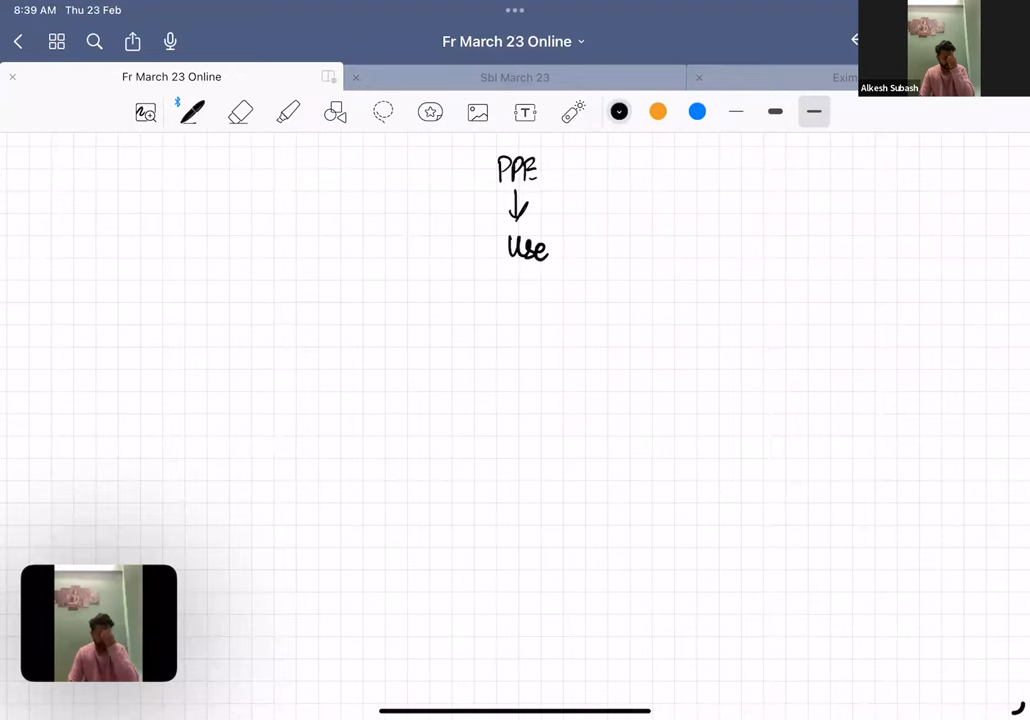 8:39 AM Thu 23 Feb
Fr March 23 Online
Alkesh Subash
Fr March 23 Online
Sbl March 23
Exim
PPE
Use